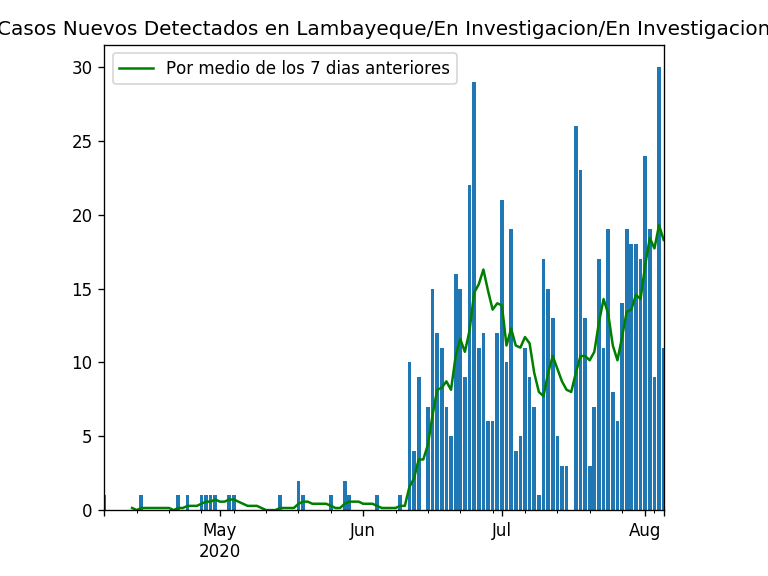 Casos Nuevos Detectados en Lambayeque/En Investigacion/En Investigacion
Por medio de los 7 dias anteriores
30
25
20
15
10
5
0
May
2020
Jun
Jul
Aug